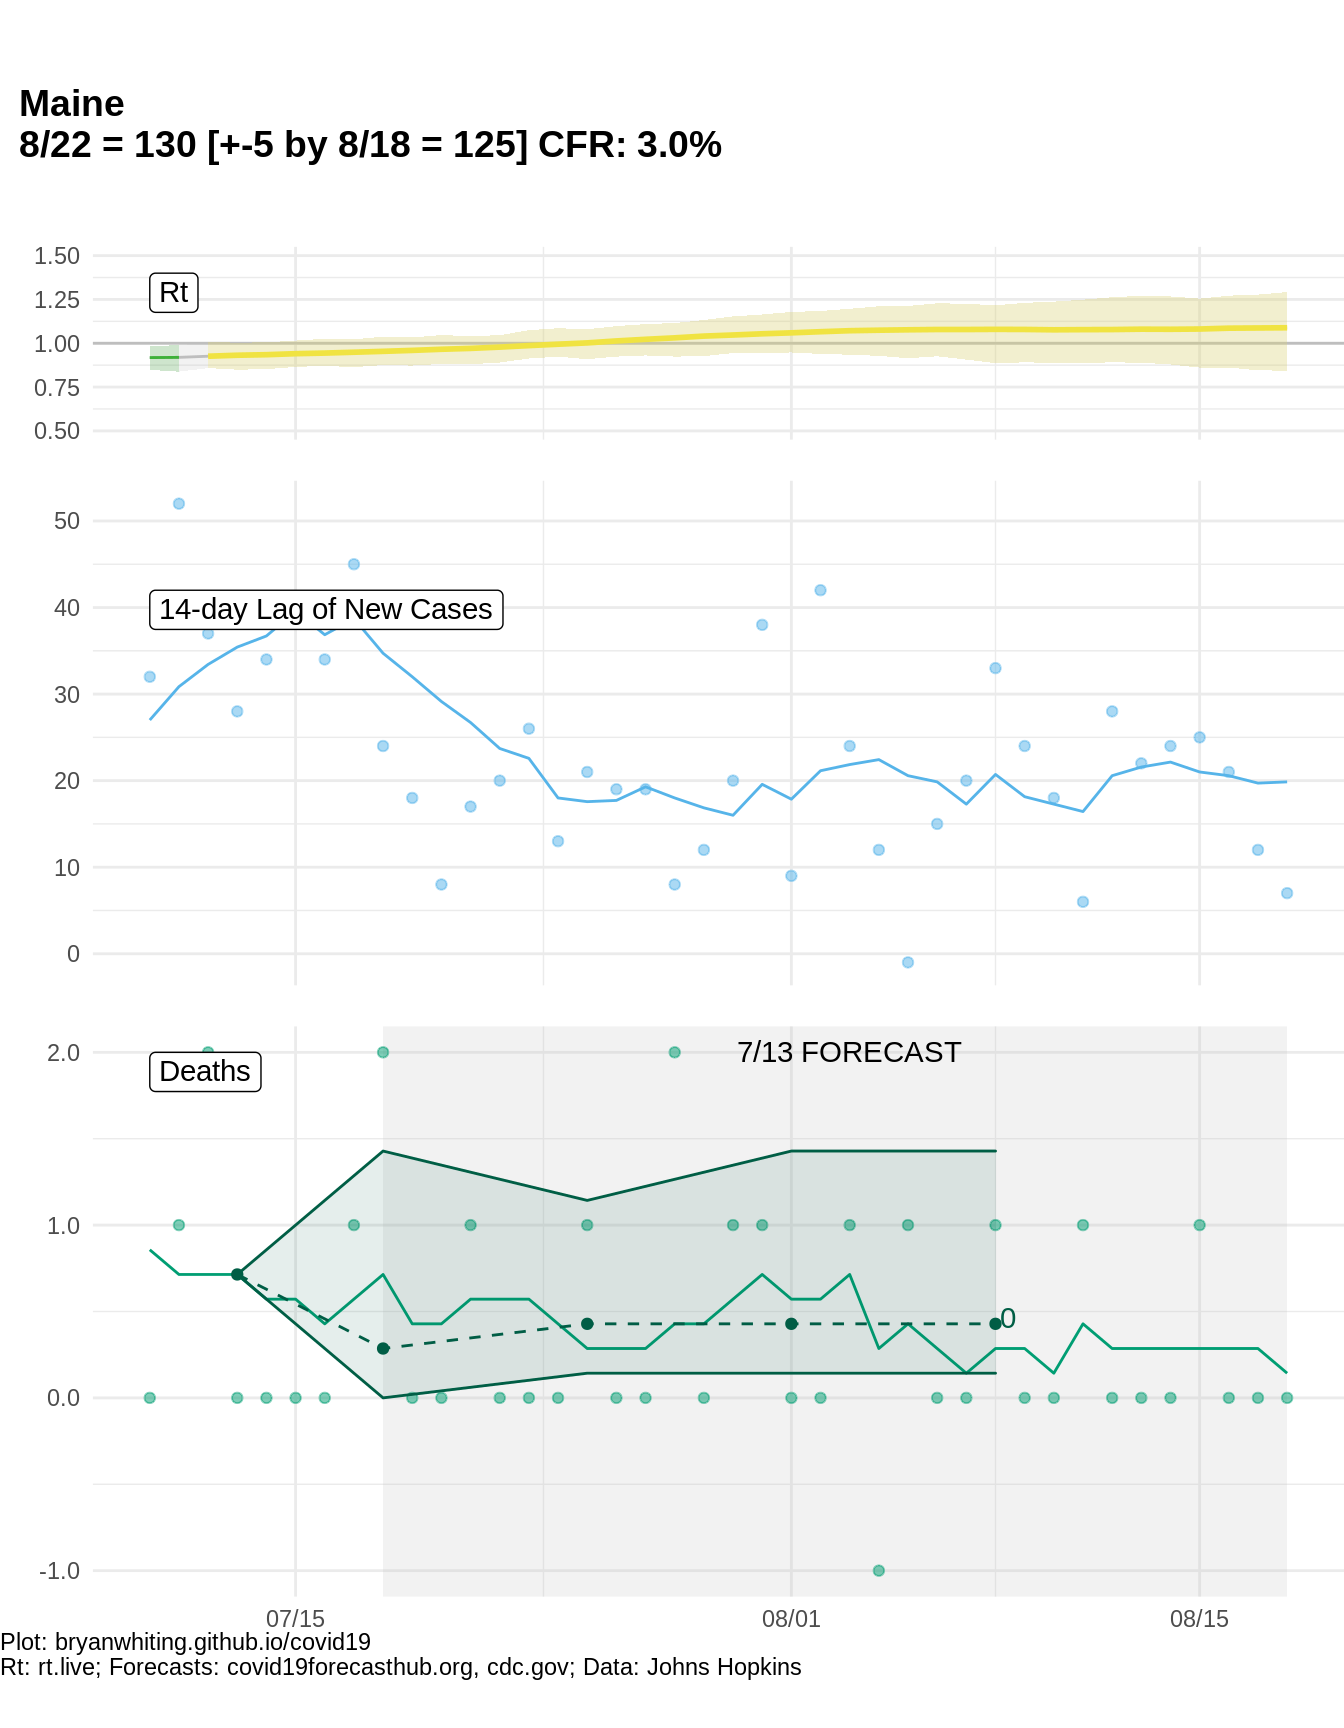 Maine
8/22 = 130 [+-5 by 8/18 = 125] CFR: 3.0%
1.50
Rt
1.25
1.00
0.75
0.50
50
14-day Lag of New Cases
40
30
20
10
0
7/13 FORECAST
2.0
Deaths
1.0
0
0.0
-1.0
07/15 08/01 08/15
Plot: bryanwhiting.github.io/covid19
Rt: rt.live; Forecasts: covid19forecasthub.org, cdc.gov; Data: Johns Hopkins